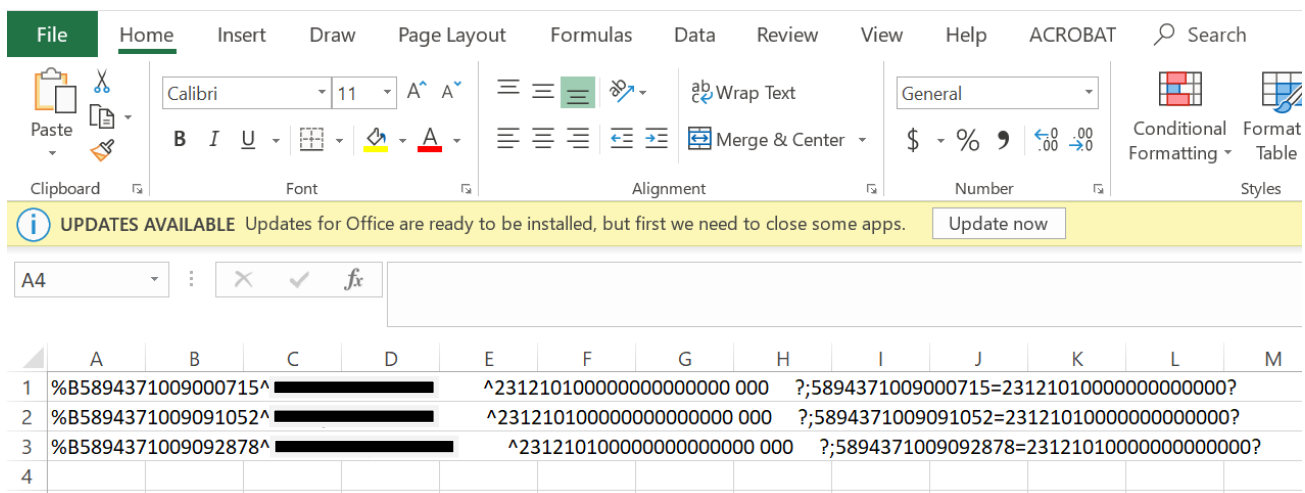 File Home Insert Draw Page Layout Formulas Data Review View Help ACROBAT Search
Paste
Calibri 11 Wrap Text General
B I U Merge & Center $ % Conditional Formatting Format Table
Clipboard Font Alignment Number Styles
UPDATES AVAILABLE Updates for Office are ready to be installed, but first we need to close some apps. Update now
A4 fx
A B C D E F G H I J K L M
1 %B5894371009000715^ ^231210100000000000000 000 ?;5894371009000715=23121010000000000000?
2 %B5894371009091052^ ^231210100000000000000 000 ?;5894371009091052=23121010000000000000?
3 %B5894371009092878^ ^231210100000000000000 000 ?;5894371009092878=23121010000000000000?
4